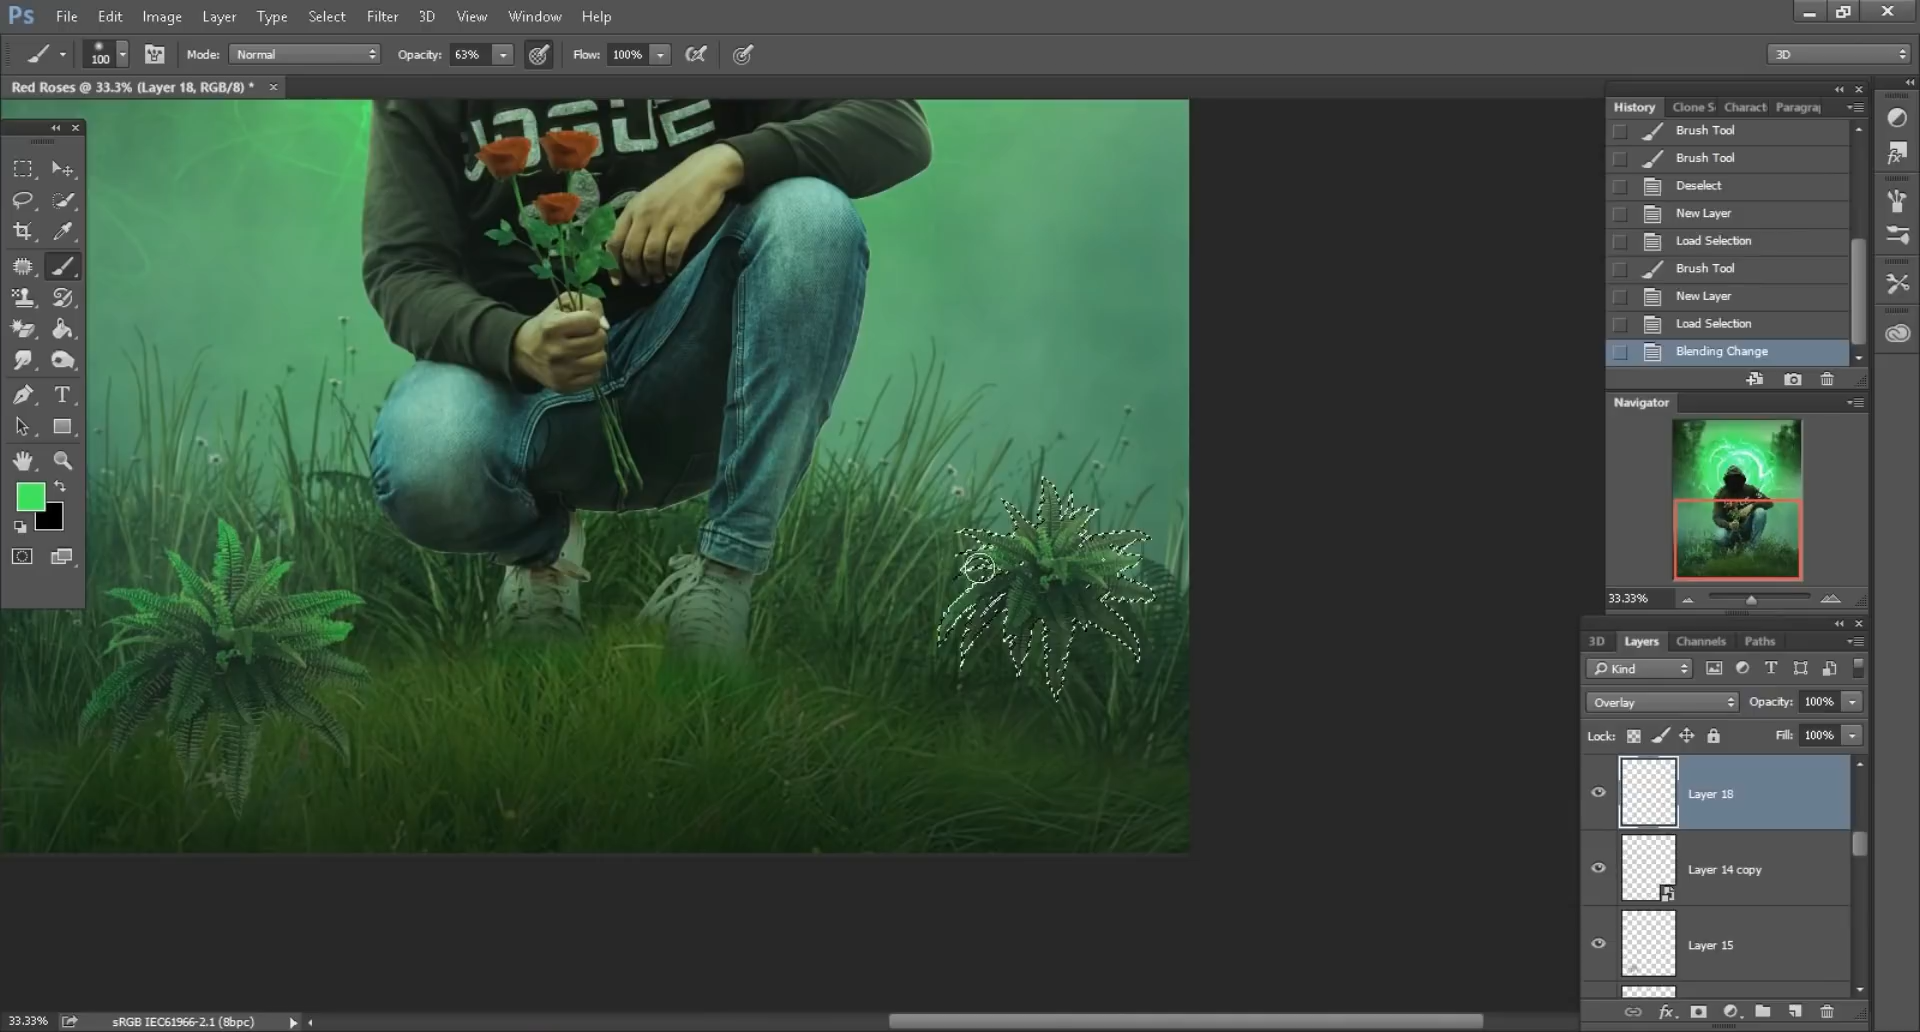 Ps File Edit Image Layer Type Select Filter 3D View Window Help
100 Mode: Normal Opacity: 63% Flow: 100% 3D
Red Roses @ 33.3% (Layer 18, RGB/8) * ×
History Clone S Charact Paragra
Brush Tool
Brush Tool
Deselect
New Layer
Load Selection
Brush Tool
New Layer
Load Selection
Blending Change
Navigator
33.33%
3D Layers Channels Paths
Kind
Overlay Opacity: 100%
Lock: Fill: 100%
Layer 18
Layer 14 copy
Layer 15
33.33% sRGB IEC61966-2.1 (8bpc)